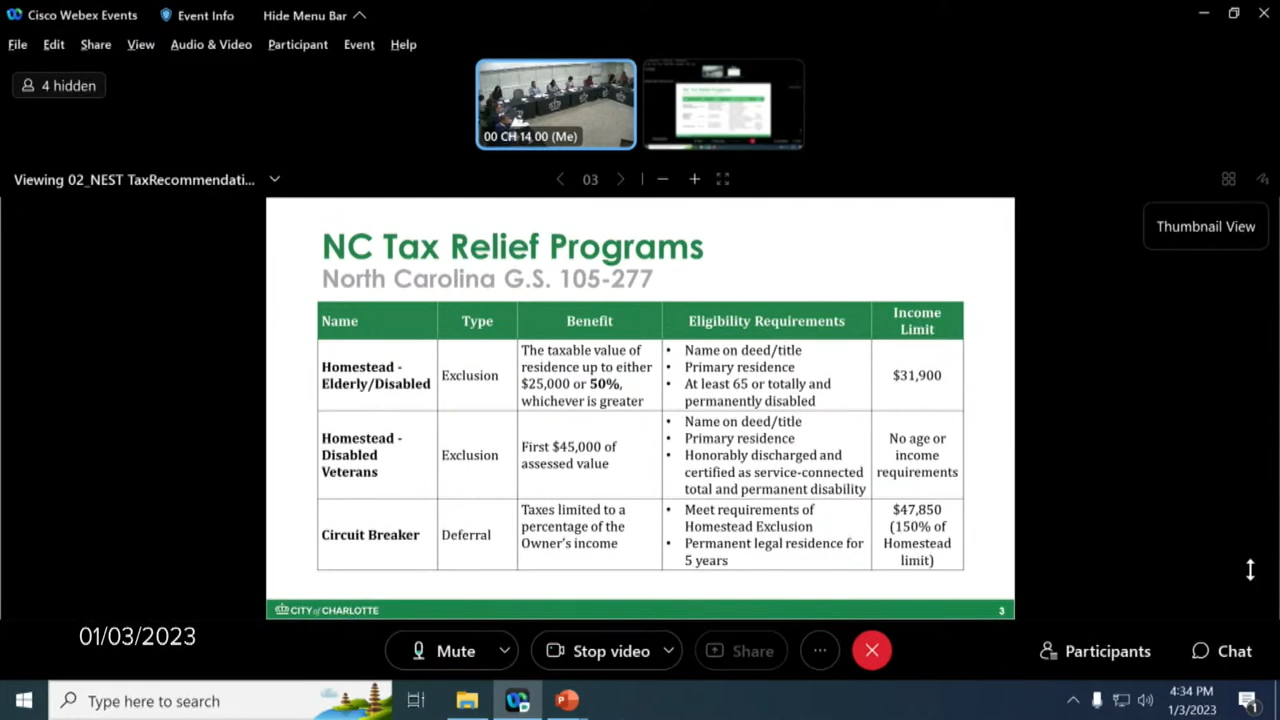 Cisco Webex Events
Event Info
Hide Menu Bar
File Edit Share View Audio & Video Participant Event Help
4 hidden
00 CH 14 00 (Me)
NC Tax Relief Programs
Viewing 02_NEST TaxRecommendati...
03
Thumbnail View
NC Tax Relief Programs
North Carolina G.S. 105-277
Name Type Benefit Eligibility Requirements Income Limit
Homestead -
Elderly/Disabled
Exclusion
The taxable value of
residence up to either
$25,000 or 50%,
whichever is greater
• Name on deed/title
• Primary residence
• At least 65 or totally and
permanently disabled
$31,900
Homestead -
Disabled
Veterans
Exclusion
First $45,000 of
assessed value
• Name on deed/title
• Primary residence
• Honorably discharged and
certified as service-connected
total and permanent disability
No age or
income
requirements
Circuit Breaker
Deferral
Taxes limited to a
percentage of the
Owner's income
• Meet requirements of
Homestead Exclusion
• Permanent legal residence for
5 years
$47,850
(150% of
Homestead
limit)
CITY of CHARLOTTE
3
01/03/2023
Mute
Stop video
Share
Participants
Chat
Type here to search
4:34 PM
1/3/2023
1